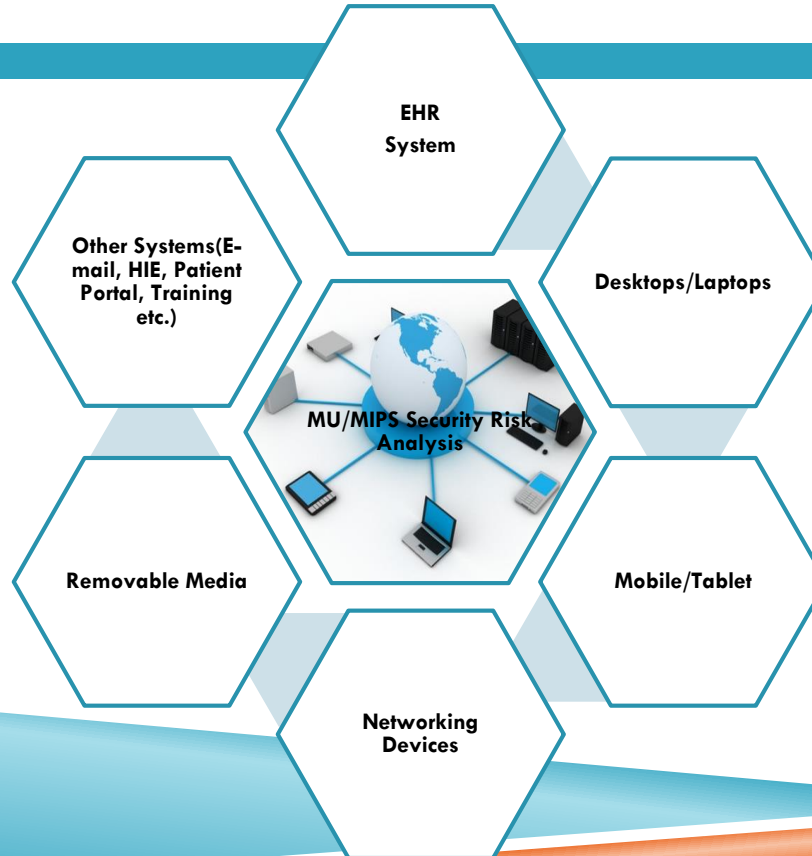 EHR
System
Other Systems(E-
mail, HIE, Patient
Portal, Training
etc.)
Desktops/Laptops
MU/MIPS Security Risk
Analysis
Removable Media
Mobile/Tablet
Networking
Devices